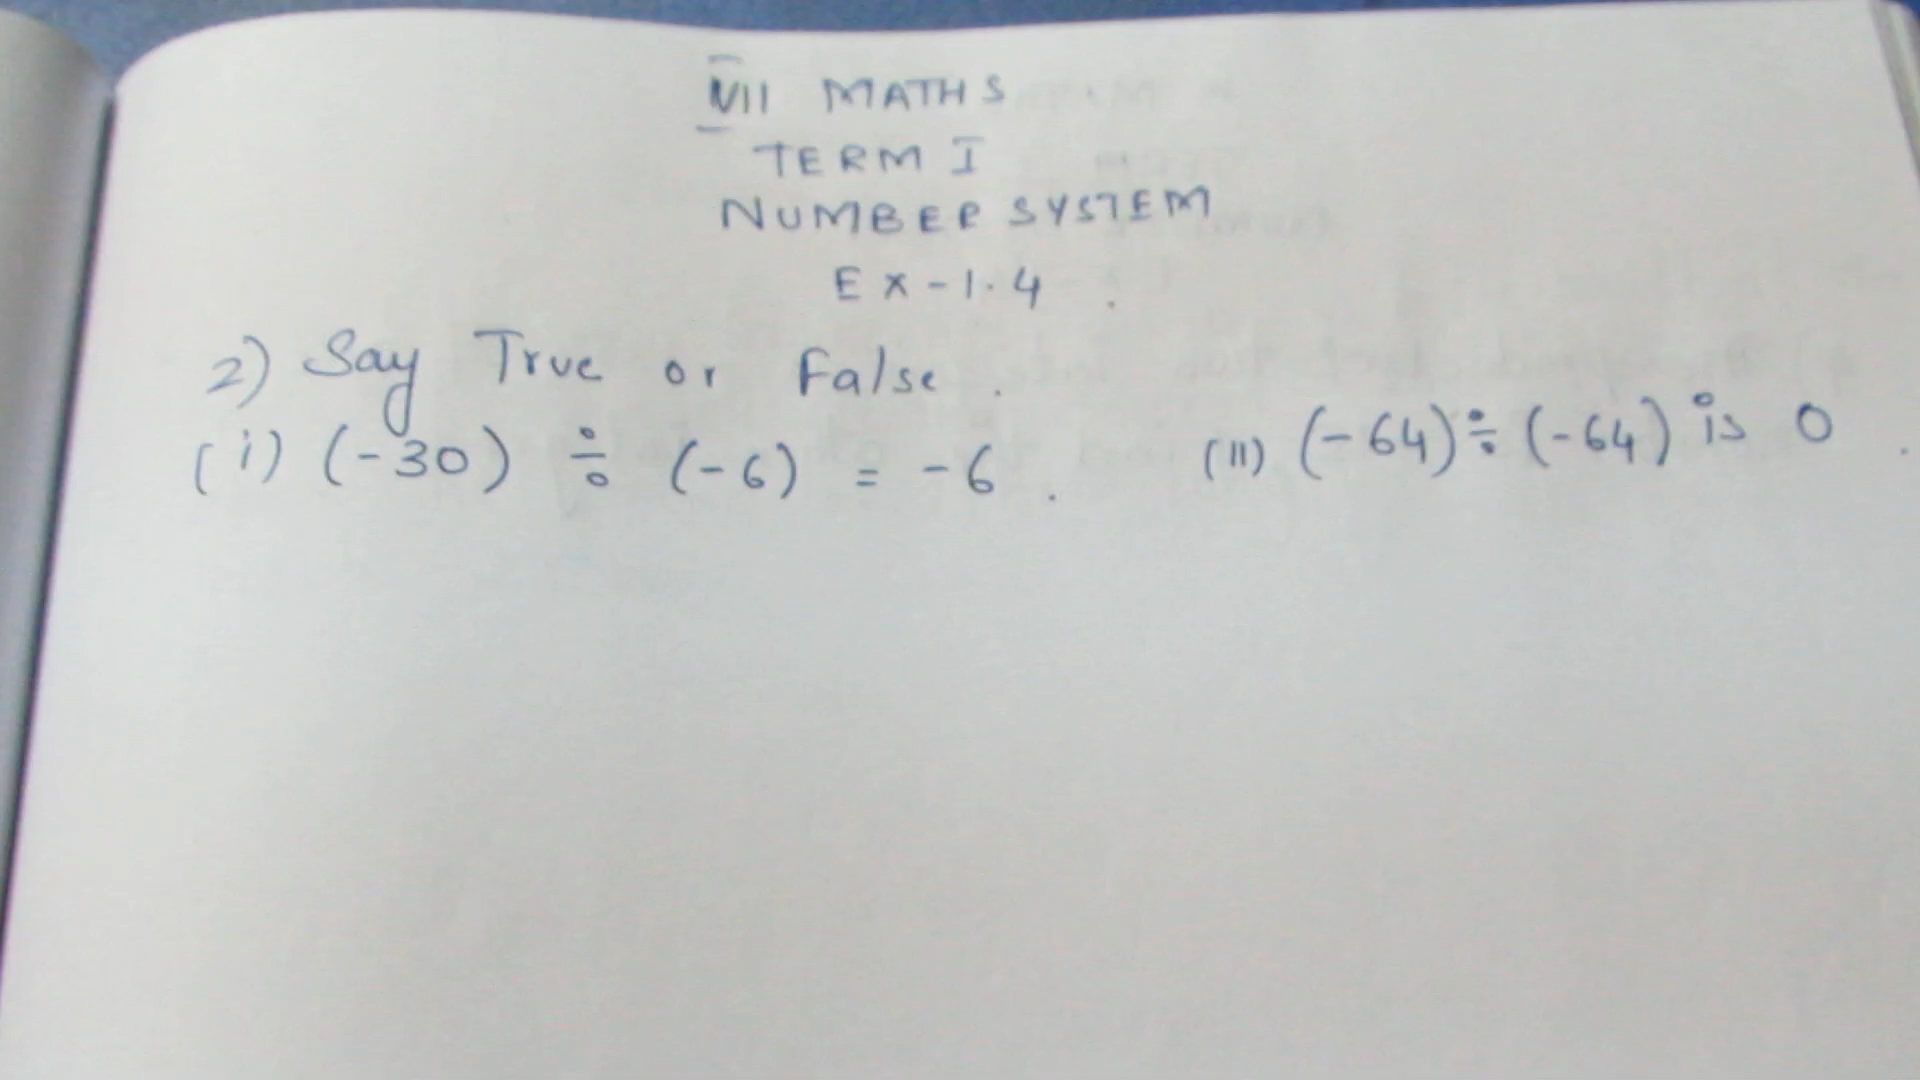 VII MATHS
TERM I
NUMBER SYSTEM
EX-1.4.
2) Say True or False.
(i) (-30) ÷ (-6) = -6. (II) (-64) ÷ (-64) is 0.